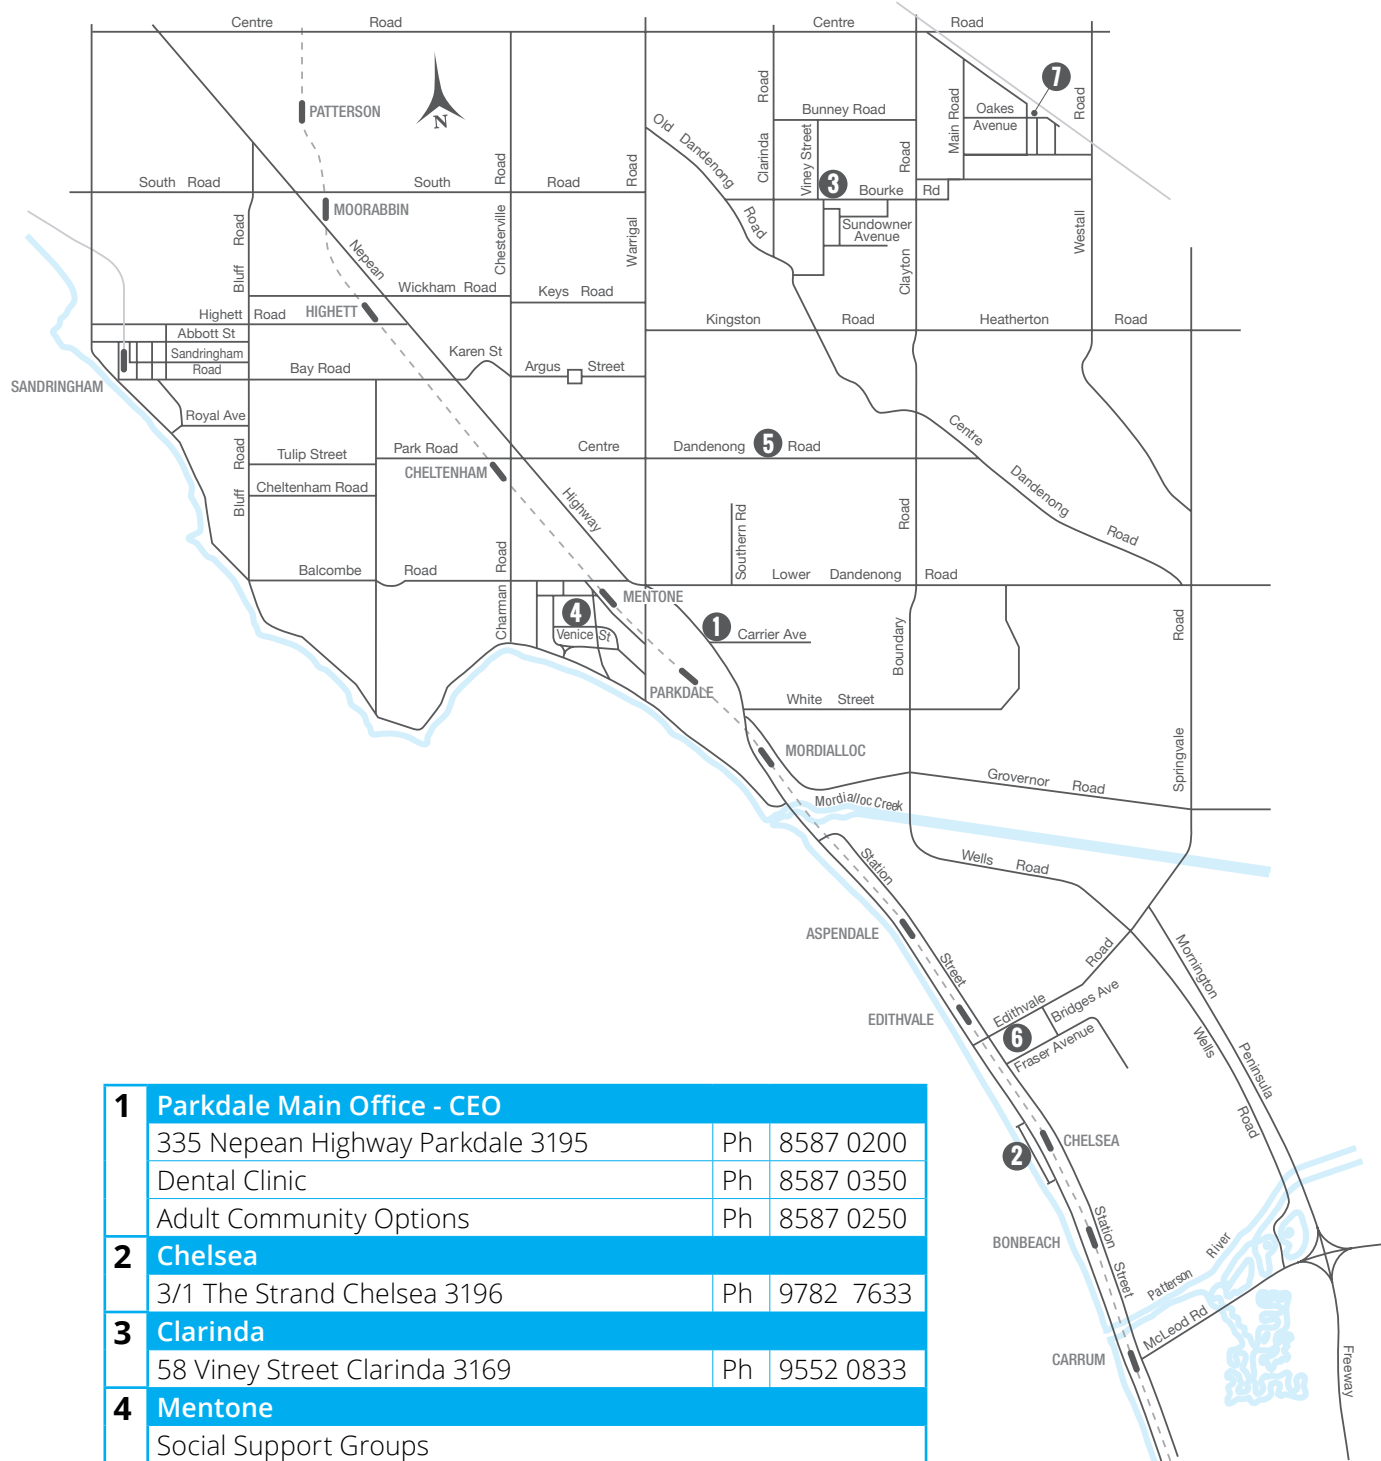 Centre Road Centre Road
PATTERSON
N
7
Oakes
Avenue
Bunney Road
Main Road
Road
Clarinda Road
Viney Street
Road
Old Dandenong Road
South Road South Road
Chesterville Road
Warrigal Road
3
Bourke Rd
MOORABBIN
Sundowner
Avenue
Bluff Road
Nepean Highway
Clayton
Westall
Wickham Road
Keys Road
Highett Road
HIGHETT
Kingston Road Heatherton Road
Abbott St
Sandringham
Road
Bay Road
Karen St
Argus Street
SANDRINGHAM
Royal Ave
Bluff Road
Tulip Street
Park Road
Centre Dandenong 5 Road
Centre Dandenong Road
CHELTENHAM
Cheltenham Road
Southern Rd
Road
Balcombe Road
Charman Road
Lower Dandenong Road
MENTONE
4
Venice St
1
Carrier Ave
Boundary
Springvale Road
PARKDALE
White Street
MORDIALLOC
Grovernor Road
Mordialloc Creek
Station Street
Wells Road
ASPENDALE
EDITHVALE
Edithvale Road
Bridges Ave
6
Fraser Avenue
Mornington Peninsula Freeway
Wells Road
CHELSEA
2
BONBEACH
Station Street
Patterson River
McLeod Rd
CARRUM
1 Parkdale Main Office - CEO
335 Nepean Highway Parkdale 3195 Ph 8587 0200
Dental Clinic Ph 8587 0350
Adult Community Options Ph 8587 0250
2 Chelsea
3/1 The Strand Chelsea 3196 Ph 9782 7633
3 Clarinda
58 Viney Street Clarinda 3169 Ph 9552 0833
4 Mentone
Social Support Groups